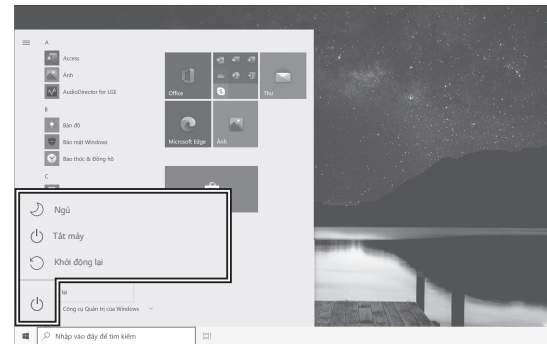 A
Access
Ảnh
AudioDirector for LGE
B
Bản đồ
Bảo mật Windows
Báo thức & Đồng hồ
C
Office
Thư
Microsoft Edge
Ảnh
Ngủ
Tắt máy
Khởi động lại
lại
Công cụ Quản trị của Windows
Nhập vào đây để tìm kiếm